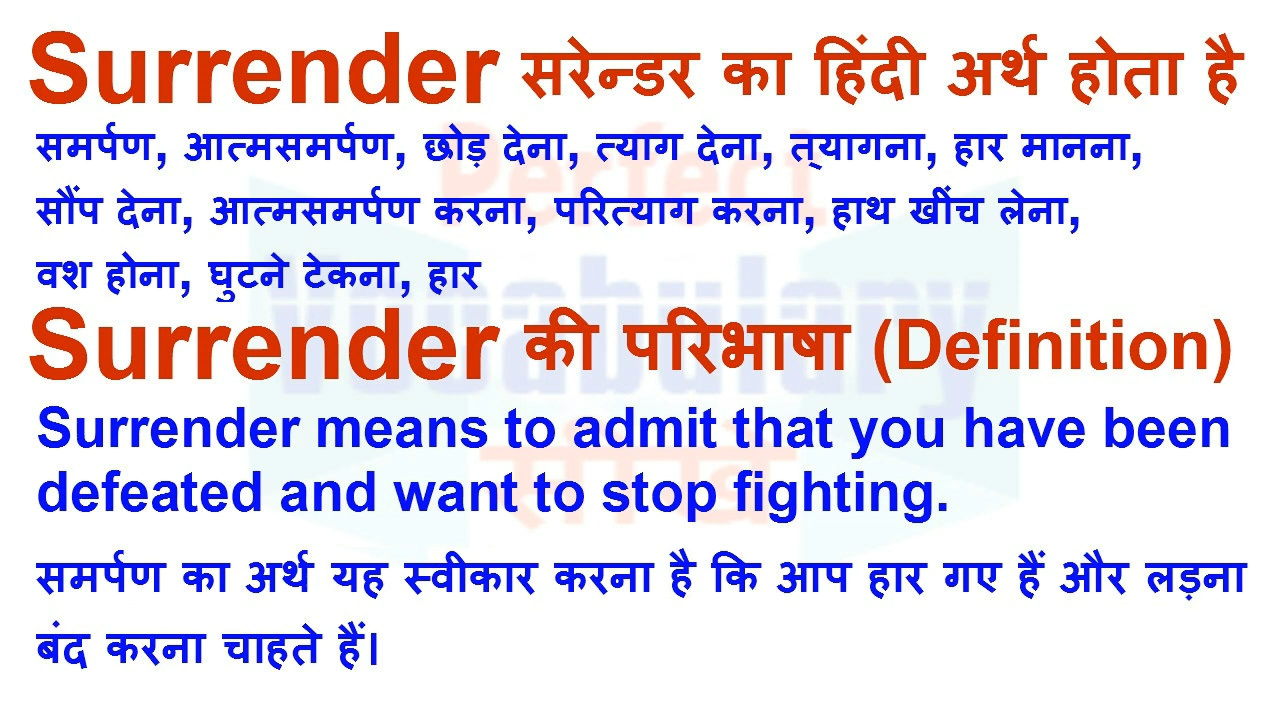 Surrender सरेन्डर का हिंदी अर्थ होता है
समर्पण, आत्मसमर्पण, छोड़ देना, त्याग देना, त्‌यागना, हार मानना,
सौंप देना, आत्मसमर्पण करना, परित्याग करना, हाथ खींच लेना,
वश होना, घुटने टेकना, हार
Surrender की परिभाषा (Definition)
Surrender means to admit that you have been
defeated and want to stop fighting.
समर्पण का अर्थ यह स्वीकार करना है कि आप हार गए हैं और लड़ना
बंद करना चाहते हैं।
Perfect
Vocabulary
सीखे